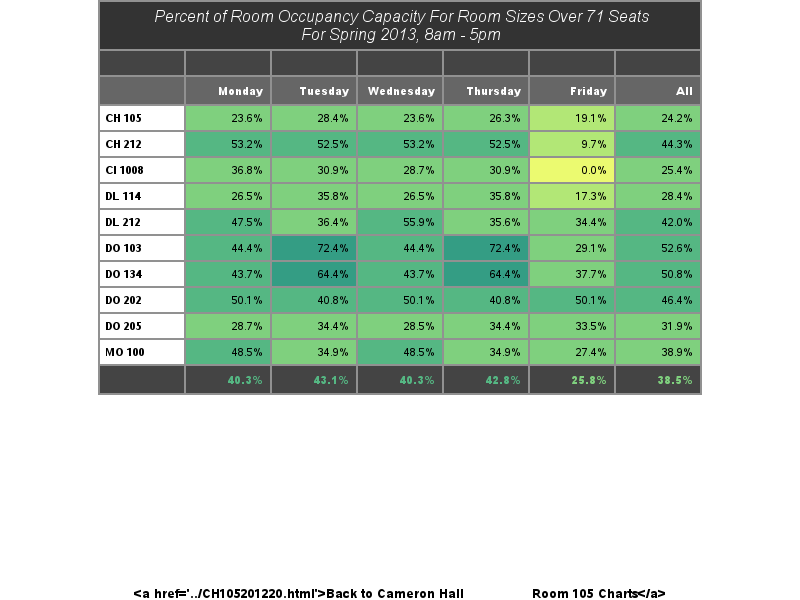 Percent of Room Occupancy Capacity For Room Sizes Over 71 Seats
For Spring 2013, 8am - 5pm
Monday Tuesday Wednesday Thursday Friday All
CH 105 23.6% 28.4% 23.6% 26.3% 19.1% 24.2%
CH 212 53.2% 52.5% 53.2% 52.5% 9.7% 44.3%
CI 1008 36.8% 30.9% 28.7% 30.9% 0.0% 25.4%
DL 114 26.5% 35.8% 26.5% 35.8% 17.3% 28.4%
DL 212 47.5% 36.4% 55.9% 35.6% 34.4% 42.0%
DO 103 44.4% 72.4% 44.4% 72.4% 29.1% 52.6%
DO 134 43.7% 64.4% 43.7% 64.4% 37.7% 50.8%
DO 202 50.1% 40.8% 50.1% 40.8% 50.1% 46.4%
DO 205 28.7% 34.4% 28.5% 34.4% 33.5% 31.9%
MO 100 48.5% 34.9% 48.5% 34.9% 27.4% 38.9%
40.3% 43.1% 40.3% 42.8% 25.8% 38.5%
<a href='../CH105201220.html'>Back to Cameron Hall Room 105 Charts</a>